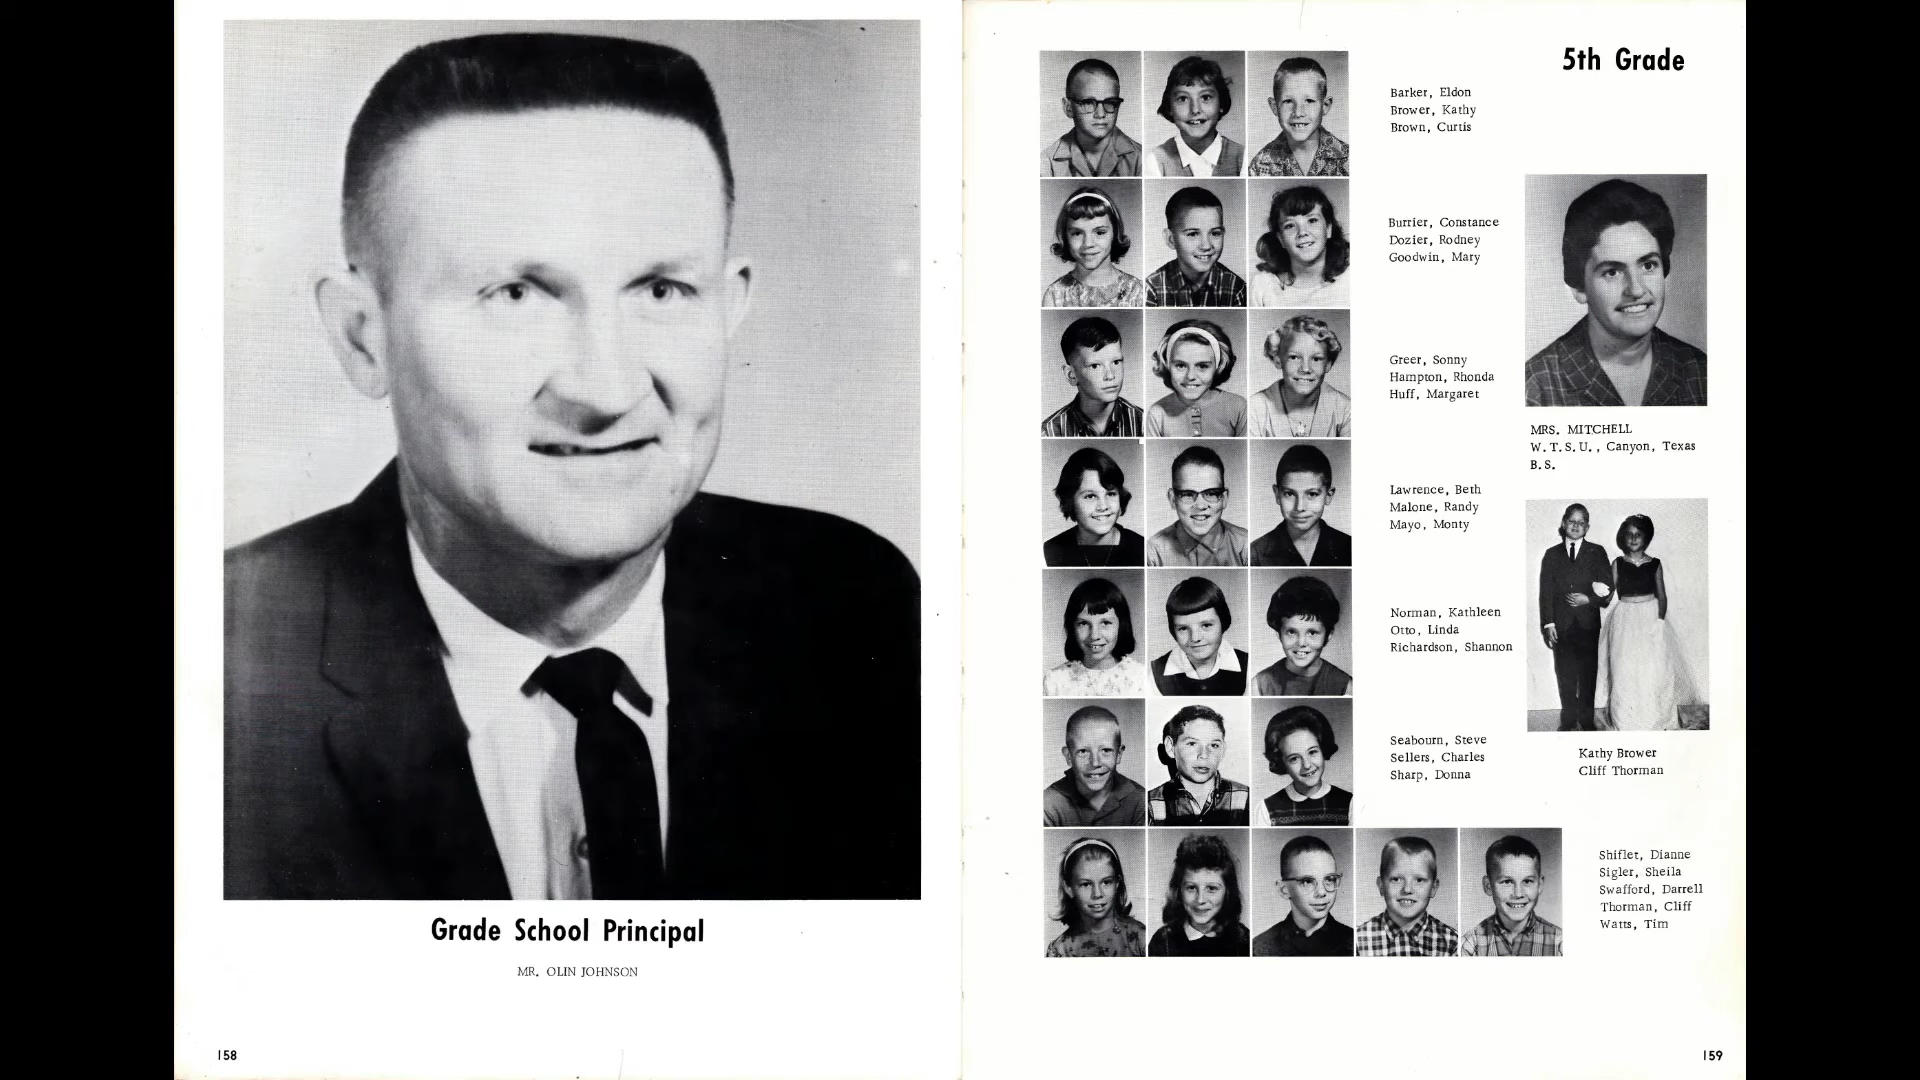 Grade School Principal
MR. OLIN JOHNSON
158
5th Grade
Barker, Eldon
Brower, Kathy
Brown, Curtis
Burrier, Constance
Dozier, Rodney
Goodwin, Mary
Greer, Sonny
Hampton, Rhonda
Huff, Margaret
MRS. MITCHELL
W.T.S.U., Canyon, Texas
B.S.
Lawrence, Beth
Malone, Randy
Mayo, Monty
Norman, Kathleen
Otto, Linda
Richardson, Shannon
Seabourn, Steve
Sellers, Charles
Sharp, Donna
Kathy Brower
Cliff Thorman
Shiflet, Dianne
Sigler, Sheila
Swafford, Darrell
Thorman, Cliff
Watts, Tim
159